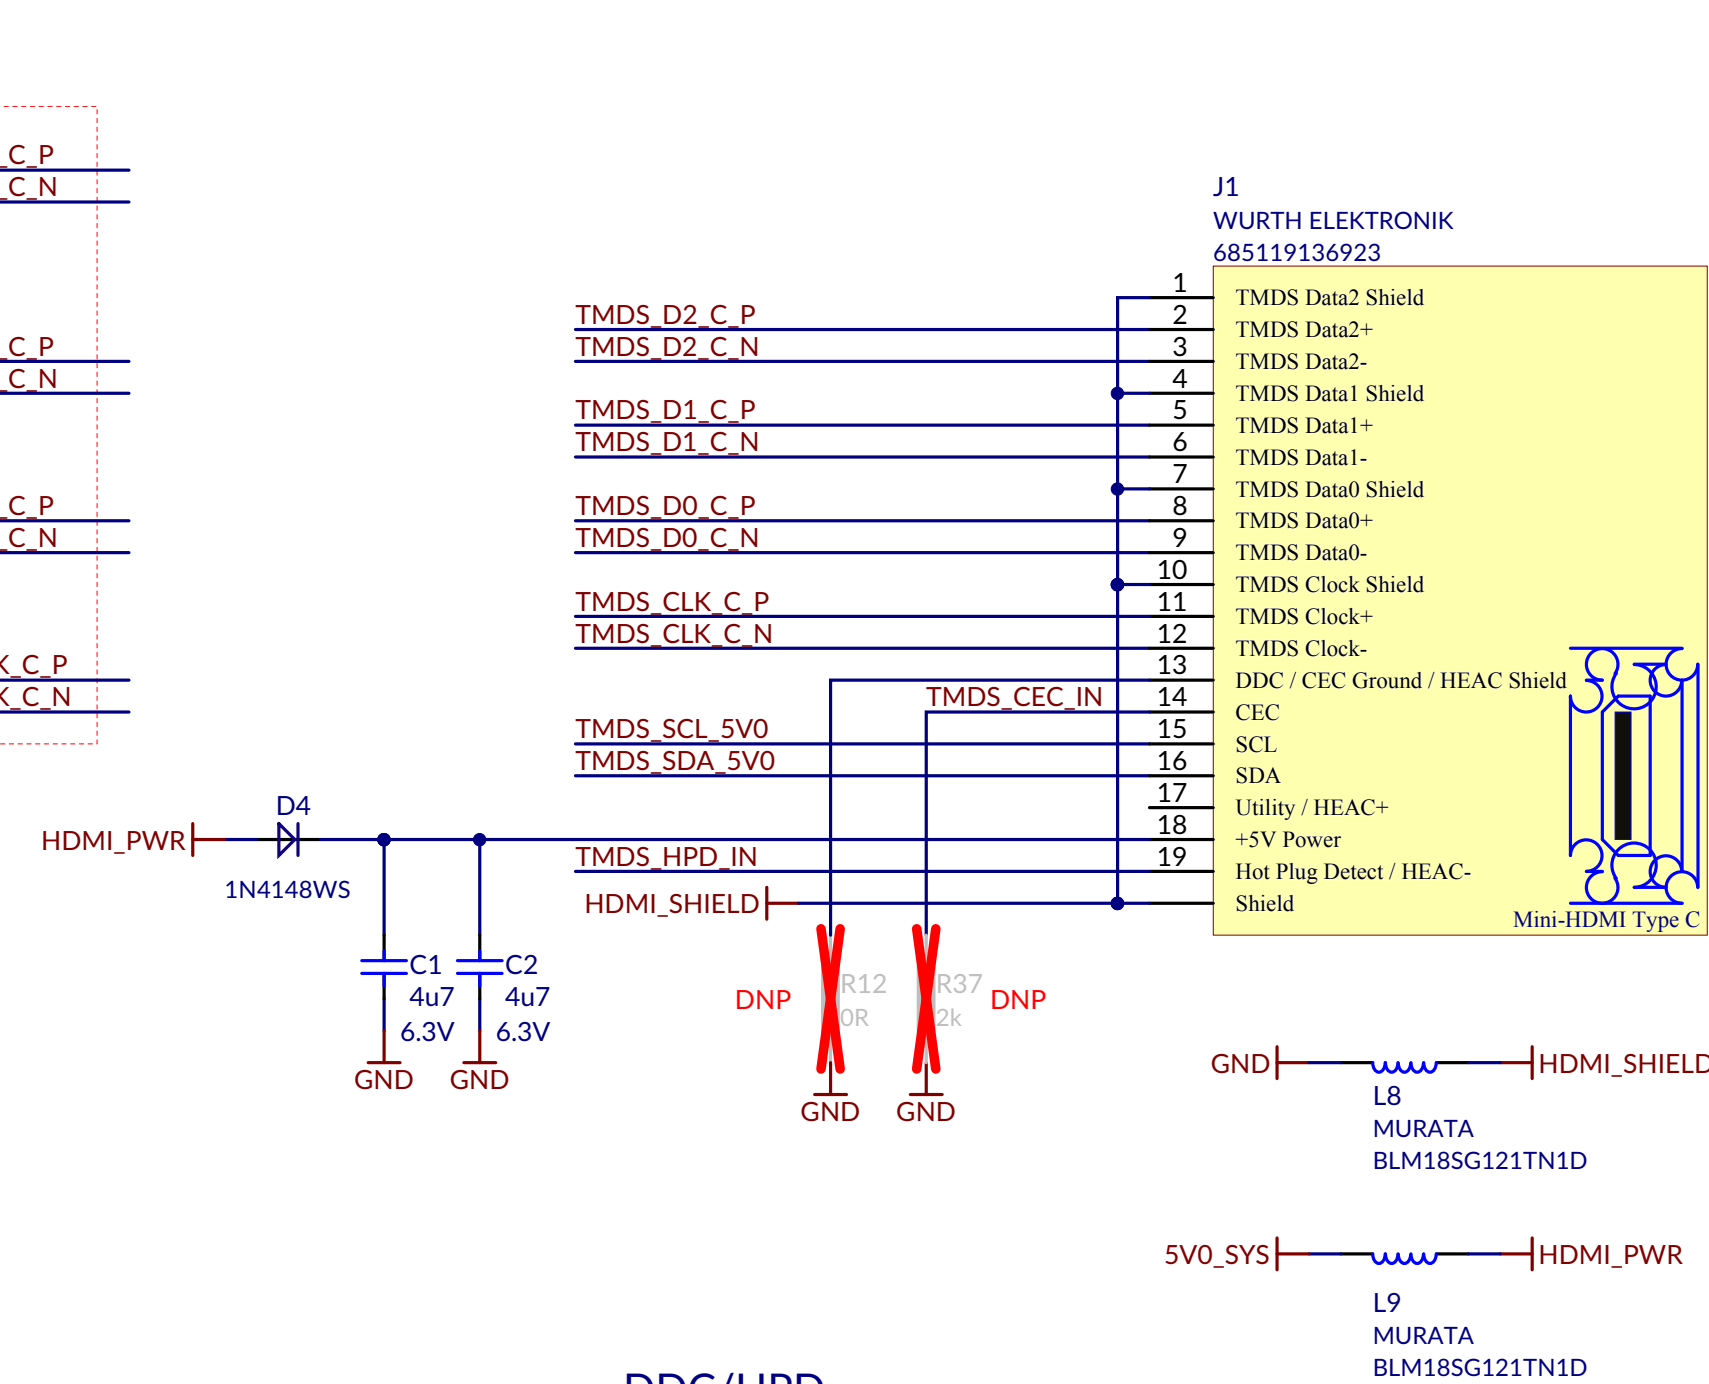 _C_P
_C_N
_C_P
_C_N
_C_P
_C_N
K_C_P
K_C_N
J1
WURTH ELEKTRONIK
685119136923
1 TMDS Data2 Shield
TMDS_D2_C_P 2 TMDS Data2+
TMDS_D2_C_N 3 TMDS Data2-
4 TMDS Data1 Shield
TMDS_D1_C_P 5 TMDS Data1+
TMDS_D1_C_N 6 TMDS Data1-
7 TMDS Data0 Shield
TMDS_D0_C_P 8 TMDS Data0+
TMDS_D0_C_N 9 TMDS Data0-
10 TMDS Clock Shield
TMDS_CLK_C_P 11 TMDS Clock+
TMDS_CLK_C_N 12 TMDS Clock-
13 DDC / CEC Ground / HEAC Shield
TMDS_CEC_IN 14 CEC
TMDS_SCL_5V0 15 SCL
TMDS_SDA_5V0 16 SDA
17 Utility / HEAC+
18 +5V Power
TMDS_HPD_IN 19 Hot Plug Detect / HEAC-
HDMI_SHIELD Shield
Mini-HDMI Type C
D4
HDMI_PWR
1N4148WS
C1
4u7
6.3V
GND
C2
4u7
6.3V
GND
DNP
R12
0R
GND
R37
2k
DNP
GND
GND HDMI_SHIELD
L8
MURATA
BLM18SG121TN1D
5V0_SYS HDMI_PWR
L9
MURATA
BLM18SG121TN1D
DDC/HPD